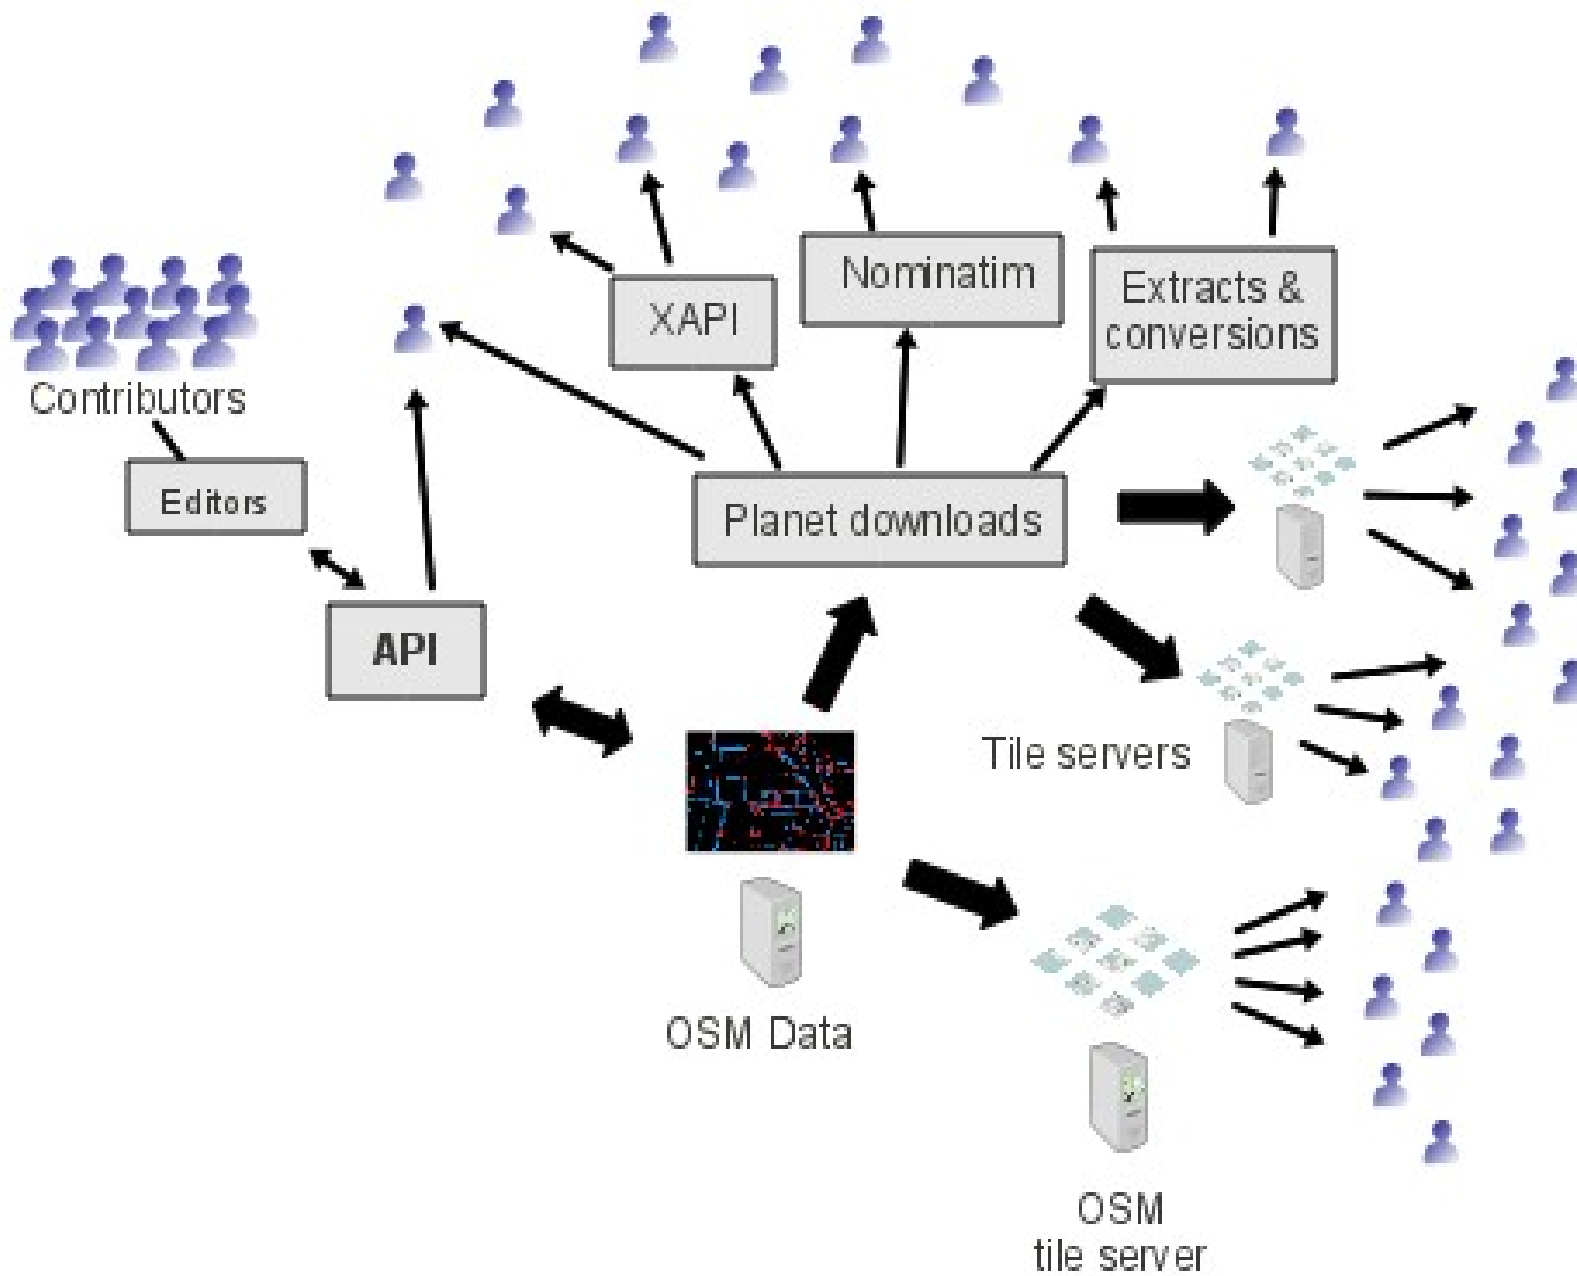 Nominatim
Extracts &
conversions
XAPI
Contributors
Editors
Planet downloads
API
Tile servers
OSM Data
OSM
tile server